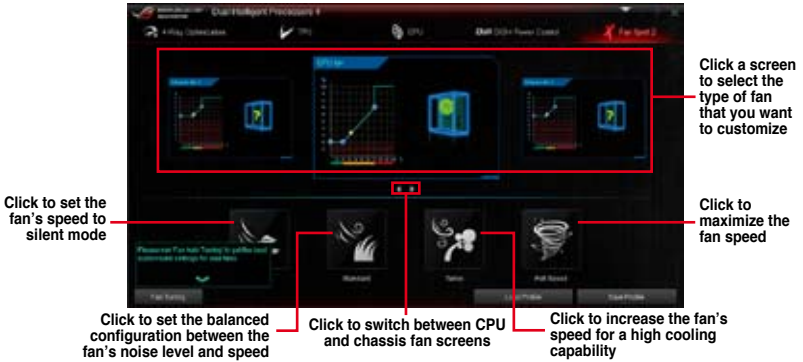 Dual Intelligent Processors 4
4-Way Optimization
TPU
EPU
DIGI+ Power Control
Fan Xpert 2
CPU Fan
Click a screen
to select the
type of fan
that you want
to customize
Click to set the
fan's speed to
silent mode
Click to
maximize the
fan speed
Standard
Turbo
Full Speed
Fan Tuning
Load Profile
Save Profile
Click to set the balanced
configuration between the
fan's noise level and speed
Click to switch between CPU
and chassis fan screens
Click to increase the fan's
speed for a high cooling
capability